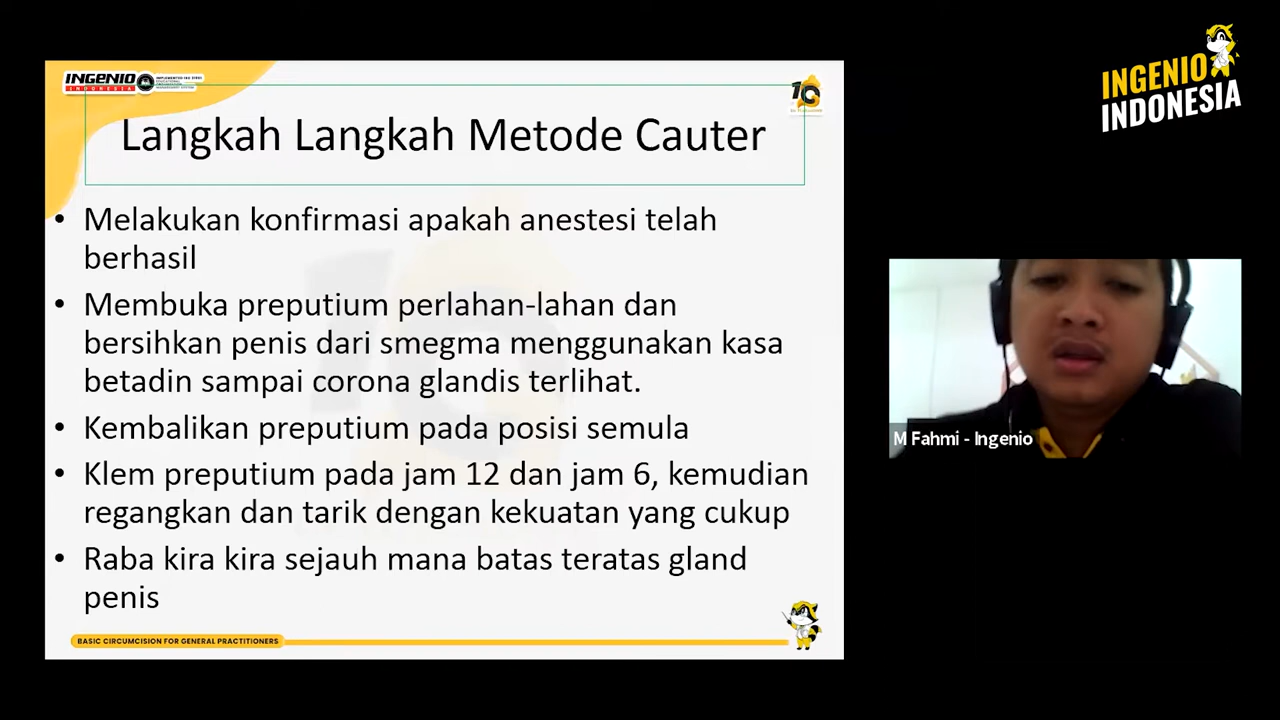 INGENIO
INDONESIA
Langkah Langkah Metode Cauter
• Melakukan konfirmasi apakah anestesi telah
berhasil
• Membuka preputium perlahan-lahan dan
bersihkan penis dari smegma menggunakan kasa
betadin sampai corona glandis terlihat.
• Kembalikan preputium pada posisi semula
• Klem preputium pada jam 12 dan jam 6, kemudian
regangkan dan tarik dengan kekuatan yang cukup
• Raba kira kira sejauh mana batas teratas gland
penis
BASIC CIRCUMCISION FOR GENERAL PRACTITIONERS
INGENIO
INDONESIA
M Fahmi - Ingenio